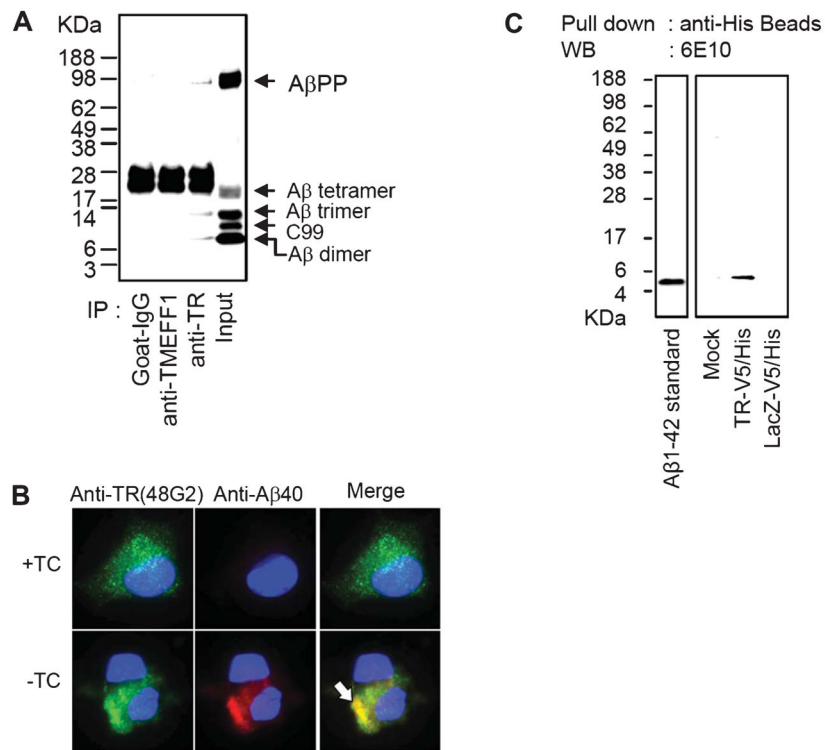 A
KDa
188
98
62
49
38
28
17
14
6
3
AβPP
Aβ tetramer
Aβ trimer
C99
Aβ dimer
IP :
Goat-IgG
anti-TMEFF1
anti-TR
Input
C
Pull down : anti-His Beads
WB : 6E10
188
98
62
49
38
28
17
6
4
KDa
Aβ1-42 standard
Mock
TR-V5/His
LacZ-V5/His
B
Anti-TR(48G2) Anti-Aβ40 Merge
+TC
-TC